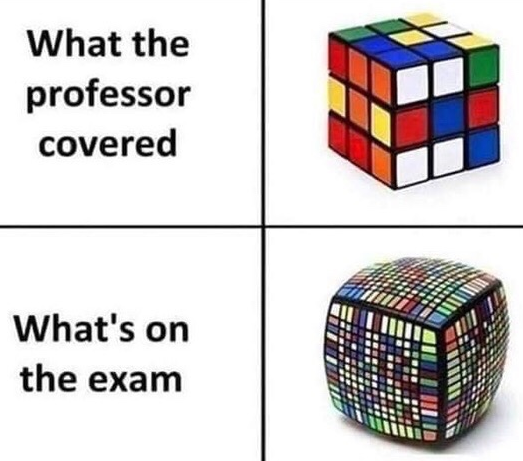 What the
professor
covered
What's on
the exam